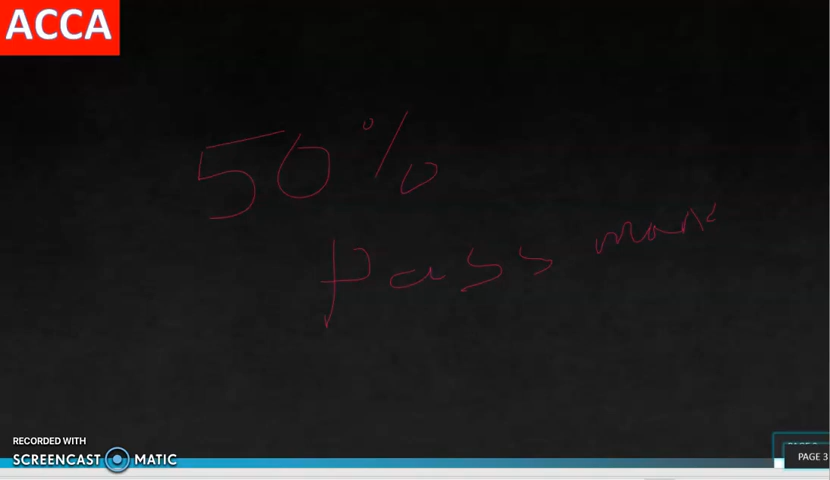 ACCA
50%
Pass mark
RECORDED WITH
SCREENCAST MATIC
PAGE 3